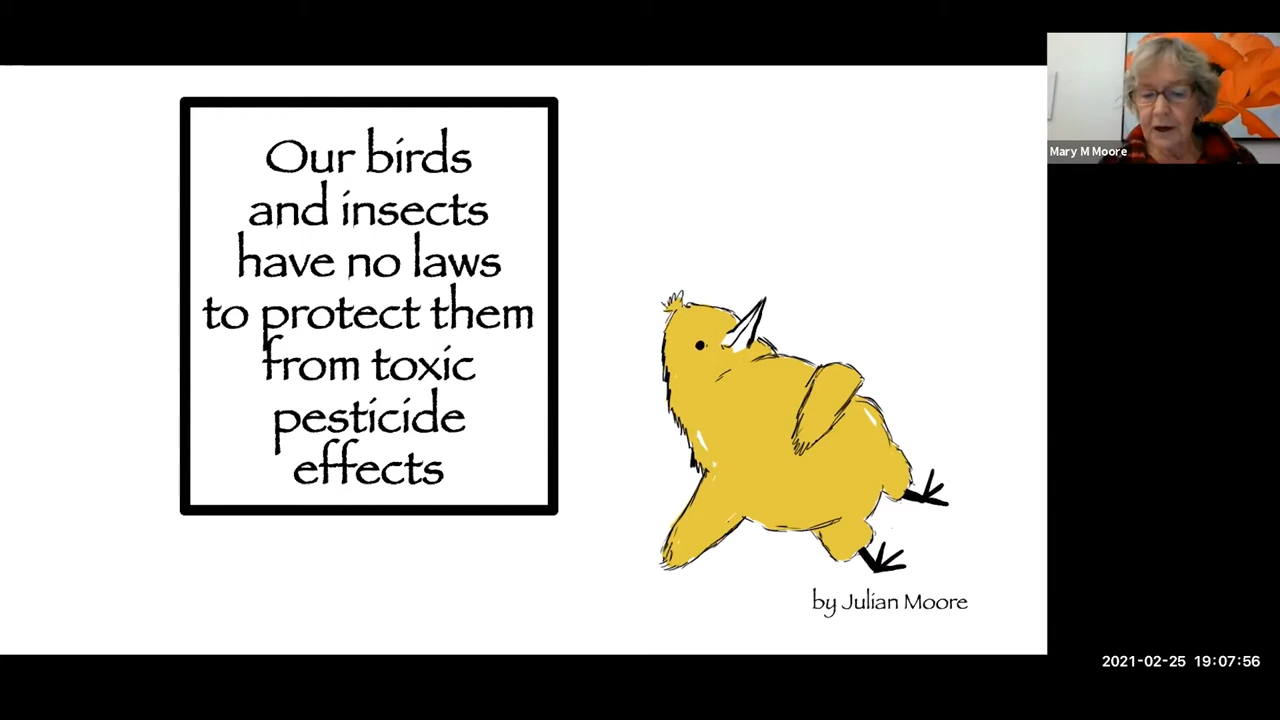 Our birds
and insects
have no laws
to protect them
from toxic
pesticide
effects
by Julian Moore
Mary M Moore
2021-02-25 19:07:56